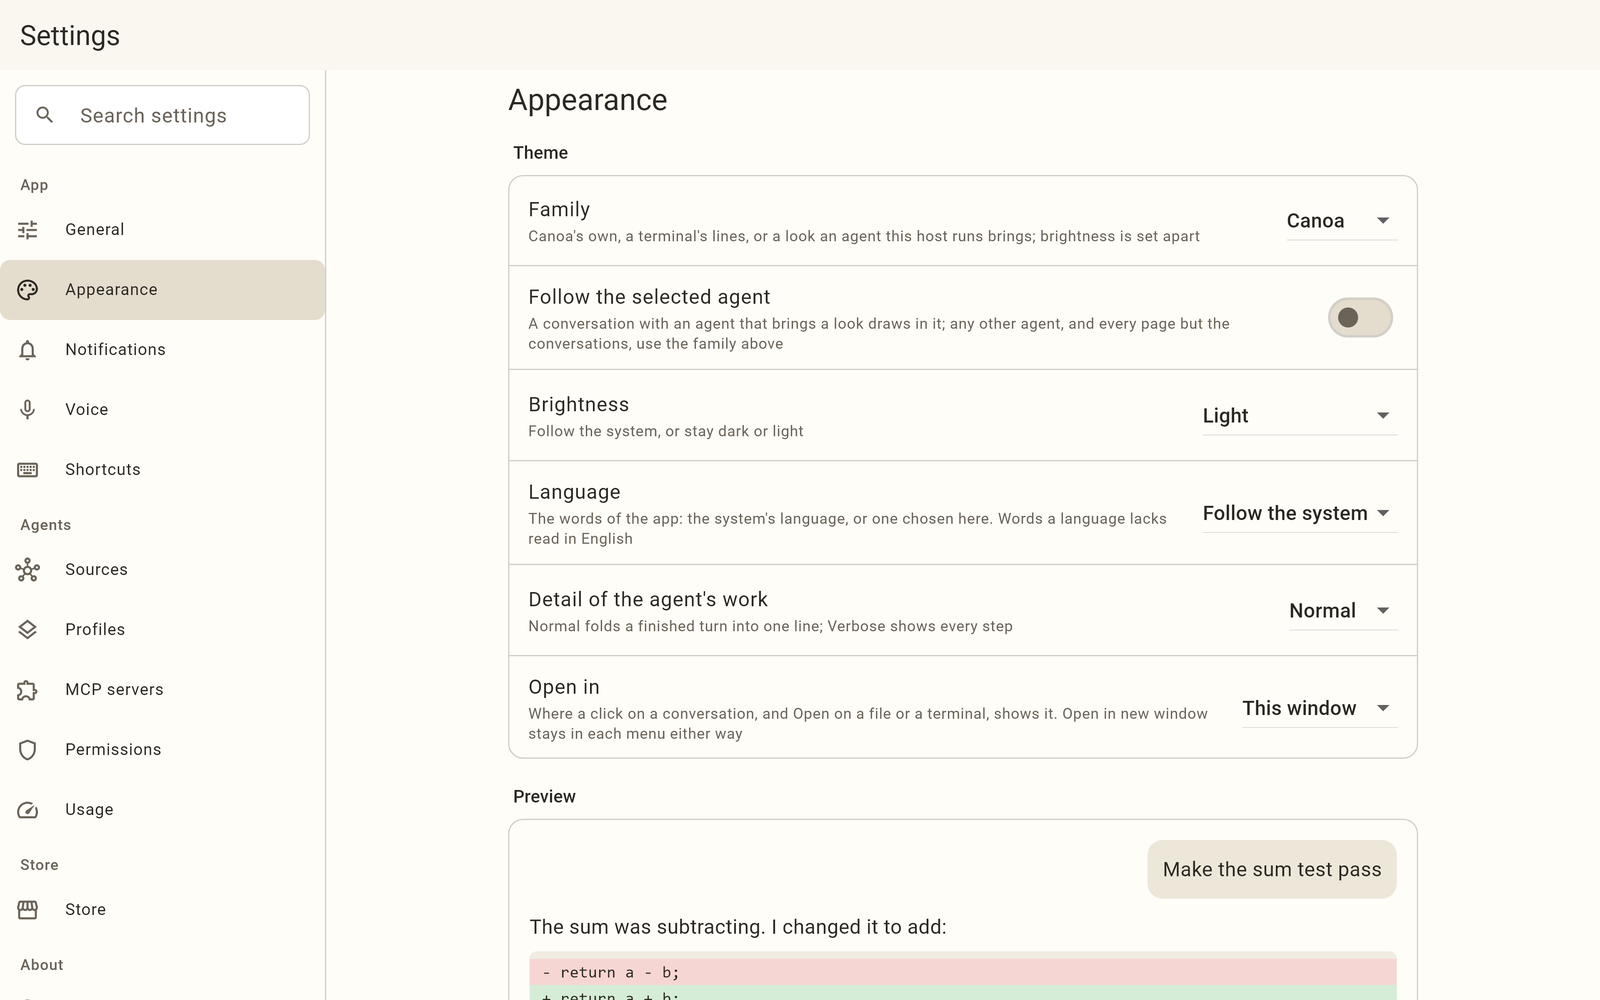 Settings
Search settings
App
General
Appearance
Notifications
Voice
Shortcuts
Agents
Sources
Profiles
MCP servers
Permissions
Usage
Store
Store
About
Appearance
Theme
Family
Canoa's own, a terminal's lines, or a look an agent this host runs brings; brightness is set apart
Canoa
Follow the selected agent
A conversation with an agent that brings a look draws in it; any other agent, and every page but the
conversations, use the family above
Brightness
Follow the system, or stay dark or light
Light
Language
The words of the app: the system's language, or one chosen here. Words a language lacks
read in English
Follow the system
Detail of the agent's work
Normal folds a finished turn into one line; Verbose shows every step
Normal
Open in
Where a click on a conversation, and Open on a file or a terminal, shows it. Open in new window
stays in each menu either way
This window
Preview
Make the sum test pass
The sum was subtracting. I changed it to add:
- return a - b;
+ return a + b;